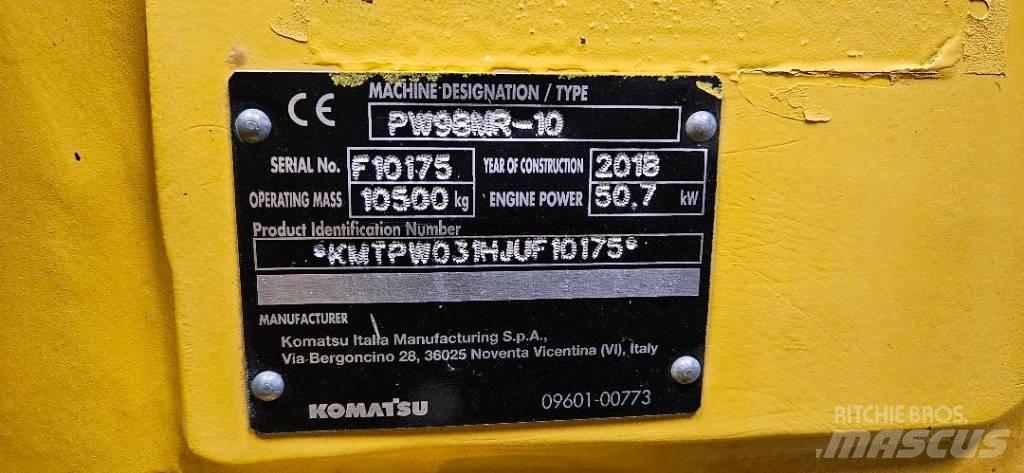 CE
MACHINE DESIGNATION / TYPE
PW98MR-10
SERIAL No. F10175 YEAR OF CONSTRUCTION 2018
OPERATING MASS 10500 kg ENGINE POWER 50.7 kW
Product Identification Number
*KMTPW031HJUF10175*
MANUFACTURER
Komatsu Italia Manufacturing S.p.A.,
Via Bergoncino 28, 36025 Noventa Vicentina (VI), Italy
KOMATSU 09601-00773
RITCHIE BROS.
MASCUS